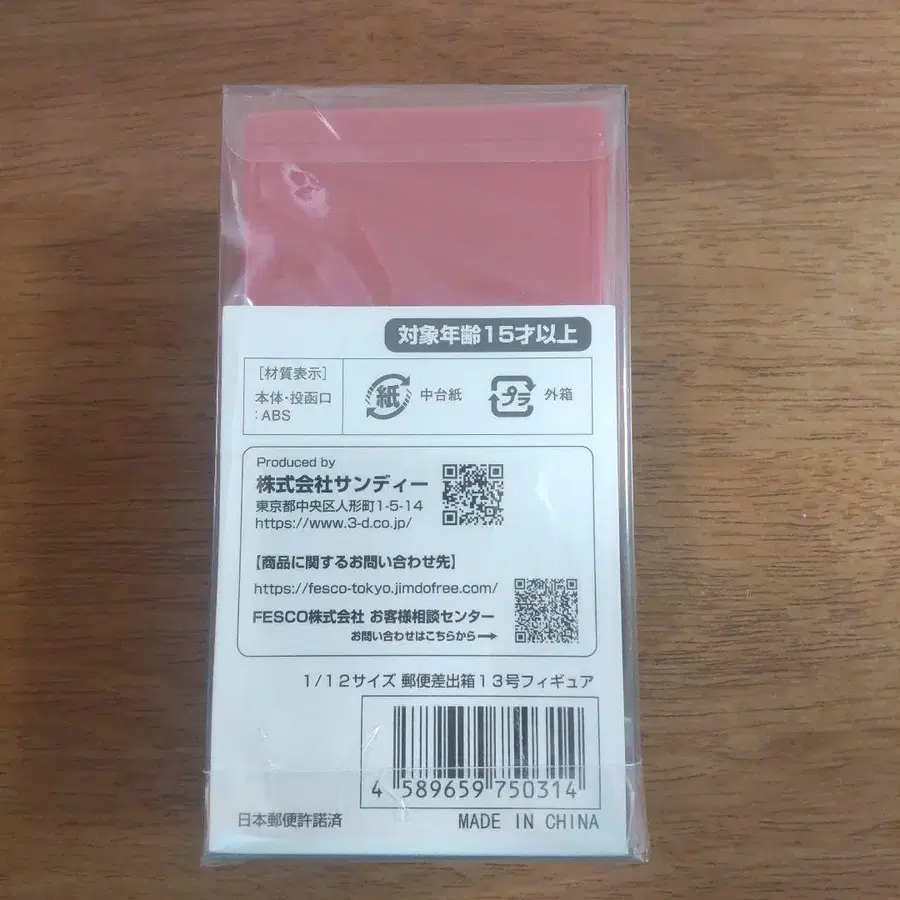 対象年齢15才以上
［材質表示］
本体・投函口
：ABS
紙
中台紙
プラ
外箱
Produced by
株式会社サンディー
東京都中央区人形町1-5-14
https://www.3-d.co.jp/
【商品に関するお問い合わせ先】
https://fesco-tokyo.jimdofree.com/
FESCO株式会社 お客様相談センター
お問い合わせはこちらから→
1/12サイズ 郵便差出箱13号フィギュア
4 589659 750314
日本郵便許諾済
MADE IN CHINA